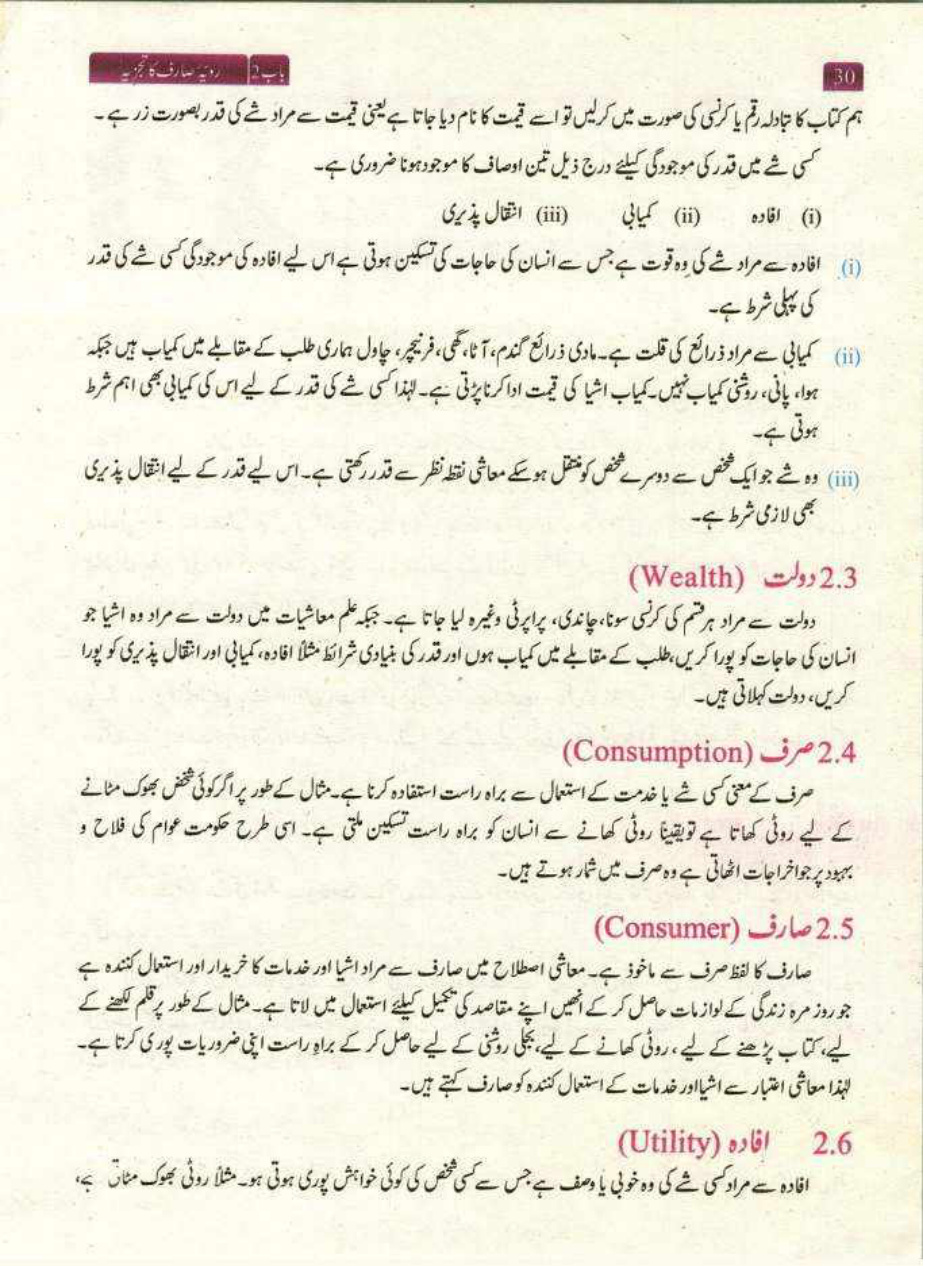 30
باب 2 رویۂ صارف کا تجزیہ
ہم کتاب کا تبادلہ رقم یا کرنسی کی صورت میں کرلیں تو اسے قیمت کا نام دیا جاتا ہے یعنی قیمت سے مراد شے کی قدر بصورت زر ہے ۔
کسی شے میں قدر کی موجودگی کیلئے درج ذیل تین اوصاف کا موجود ہونا ضروری ہے۔
(i) افادہ (ii) کمیابی (iii) انتقال پذیری
(i) افادہ سے مراد شے کی وہ قوت ہے جس سے انسان کی حاجات کی تسکین ہوتی ہے اس لیے افادہ کی موجودگی کسی شے کی قدر
کی پہلی شرط ہے۔
(ii) کمیابی سے مراد ذرائع کی قلت ہے۔ مادی ذرائع گندم، آٹا، گھی، فرنیچر، چاول ہماری طلب کے مقابلے میں کمیاب ہیں جبکہ
ہوا، پانی، روشنی کمیاب نہیں۔ کمیاب اشیا کی قیمت ادا کرنا پڑتی ہے۔ لہٰذا کسی شے کی قدر کے لیے اس کی کمیابی بھی اہم شرط
ہوتی ہے۔
(iii) وہ شے جو ایک شخص سے دوسرے شخص کو منتقل ہو سکے معاشی نقطہ نظر سے قدر رکھتی ہے۔ اس لیے قدر کے لیے انتقال پذیری
بھی لازمی شرط ہے۔
2.3 دولت (Wealth)
دولت سے مراد ہر قسم کی کرنسی سونا، چاندی، پراپرٹی وغیرہ لیا جاتا ہے۔ جبکہ علم معاشیات میں دولت سے مراد وہ اشیا جو
انسان کی حاجات کو پورا کریں، طلب کے مقابلے میں کمیاب ہوں اور قدر کی بنیادی شرائط مثلاً افادہ، کمیابی اور انتقال پذیری کو پورا
کریں، دولت کہلاتی ہیں۔
2.4 صرف (Consumption)
صرف کے معنی کسی شے یا خدمت کے استعمال سے براہ راست استفادہ کرنا ہے۔ مثال کے طور پر اگر کوئی شخص بھوک مٹانے
کے لیے روٹی کھاتا ہے تو یقیناً روٹی کھانے سے انسان کو براہ راست تسکین ملتی ہے۔ اسی طرح حکومت عوام کی فلاح و
بہبود پر جو اخراجات اٹھاتی ہے وہ صرف میں شمار ہوتے ہیں۔
2.5 صارف (Consumer)
صارف کا لفظ صرف سے ماخوذ ہے۔ معاشی اصطلاح میں صارف سے مراد اشیا اور خدمات کا خریدار اور استعمال کنندہ ہے
جو روز مرہ زندگی کے لوازمات حاصل کر کے انھیں اپنے مقاصد کی تکمیل کیلئے استعمال میں لاتا ہے۔ مثال کے طور پر قلم لکھنے کے
لیے، کتاب پڑھنے کے لیے، روٹی کھانے کے لیے، بجلی روشنی کے لیے حاصل کر کے براہِ راست اپنی ضروریات پوری کرتا ہے۔
لہٰذا معاشی اعتبار سے اشیا اور خدمات کے استعمال کنندہ کو صارف کہتے ہیں۔
2.6 افادہ (Utility)
افادہ سے مراد کسی شے کی وہ خوبی یا وصف ہے جس سے کسی شخص کی کوئی خواہش پوری ہوتی ہو۔ مثلاً روٹی بھوک مٹاتی ہے،